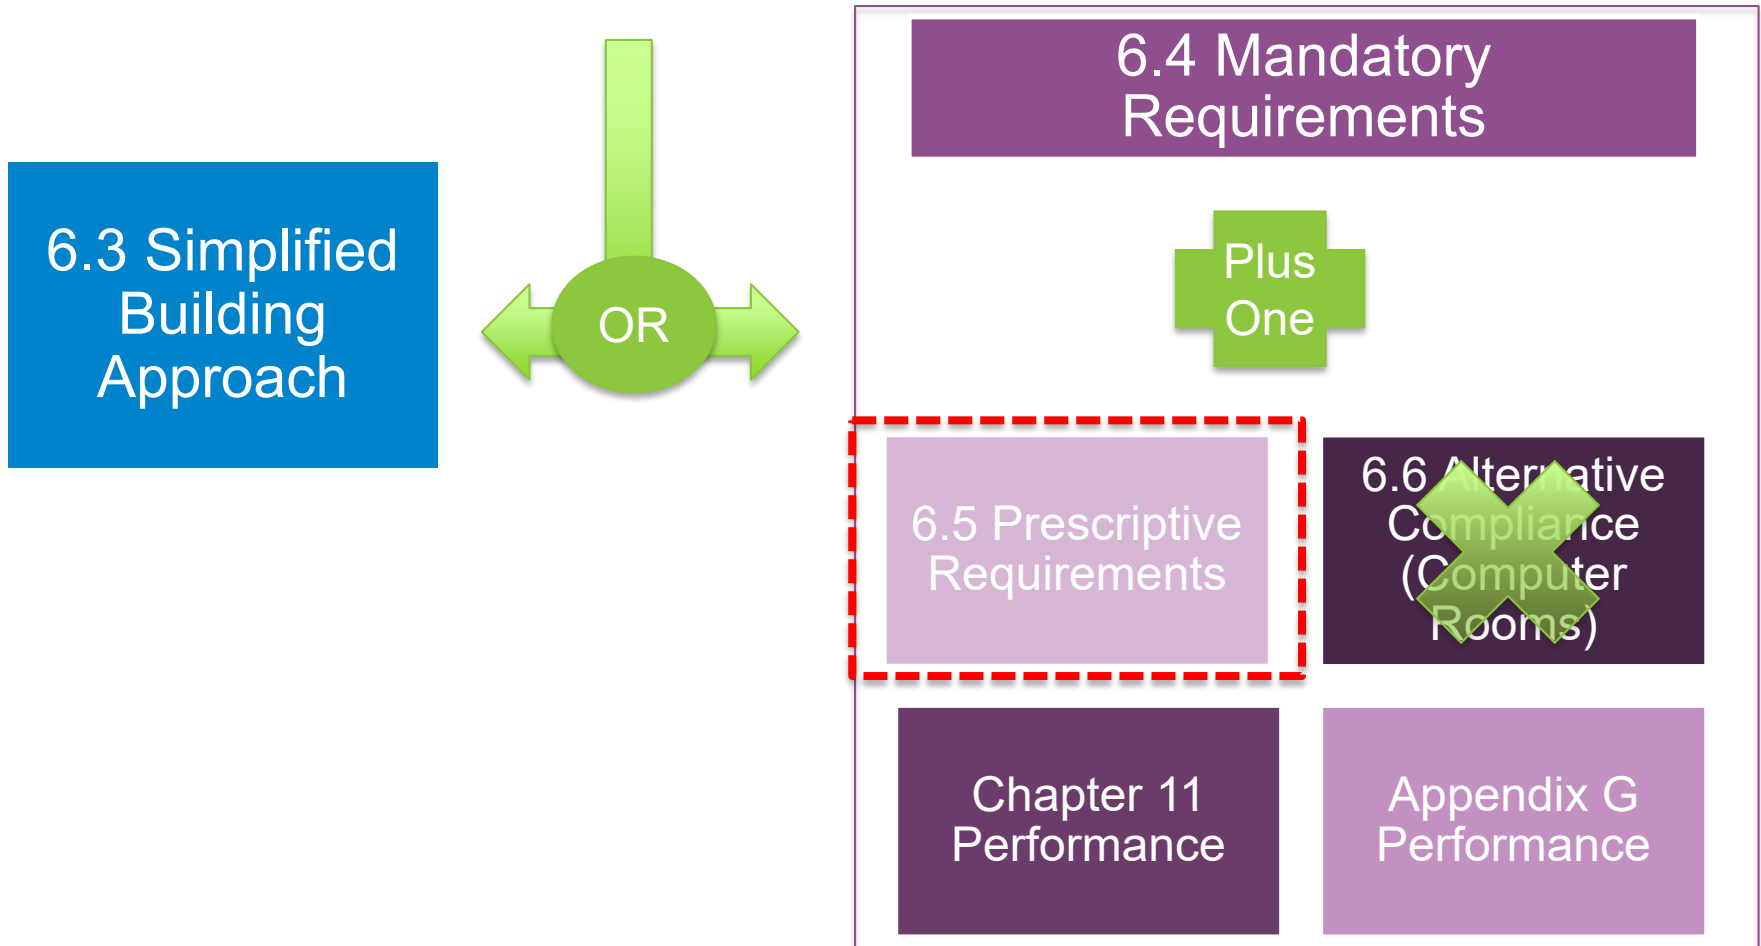 6.3 Simplified
Building
Approach
OR
6.4 Mandatory
Requirements
Plus
One
6.5 Prescriptive
Requirements
6.6 Alternative
Compliance
(Computer
Rooms)
Chapter 11
Performance
Appendix G
Performance